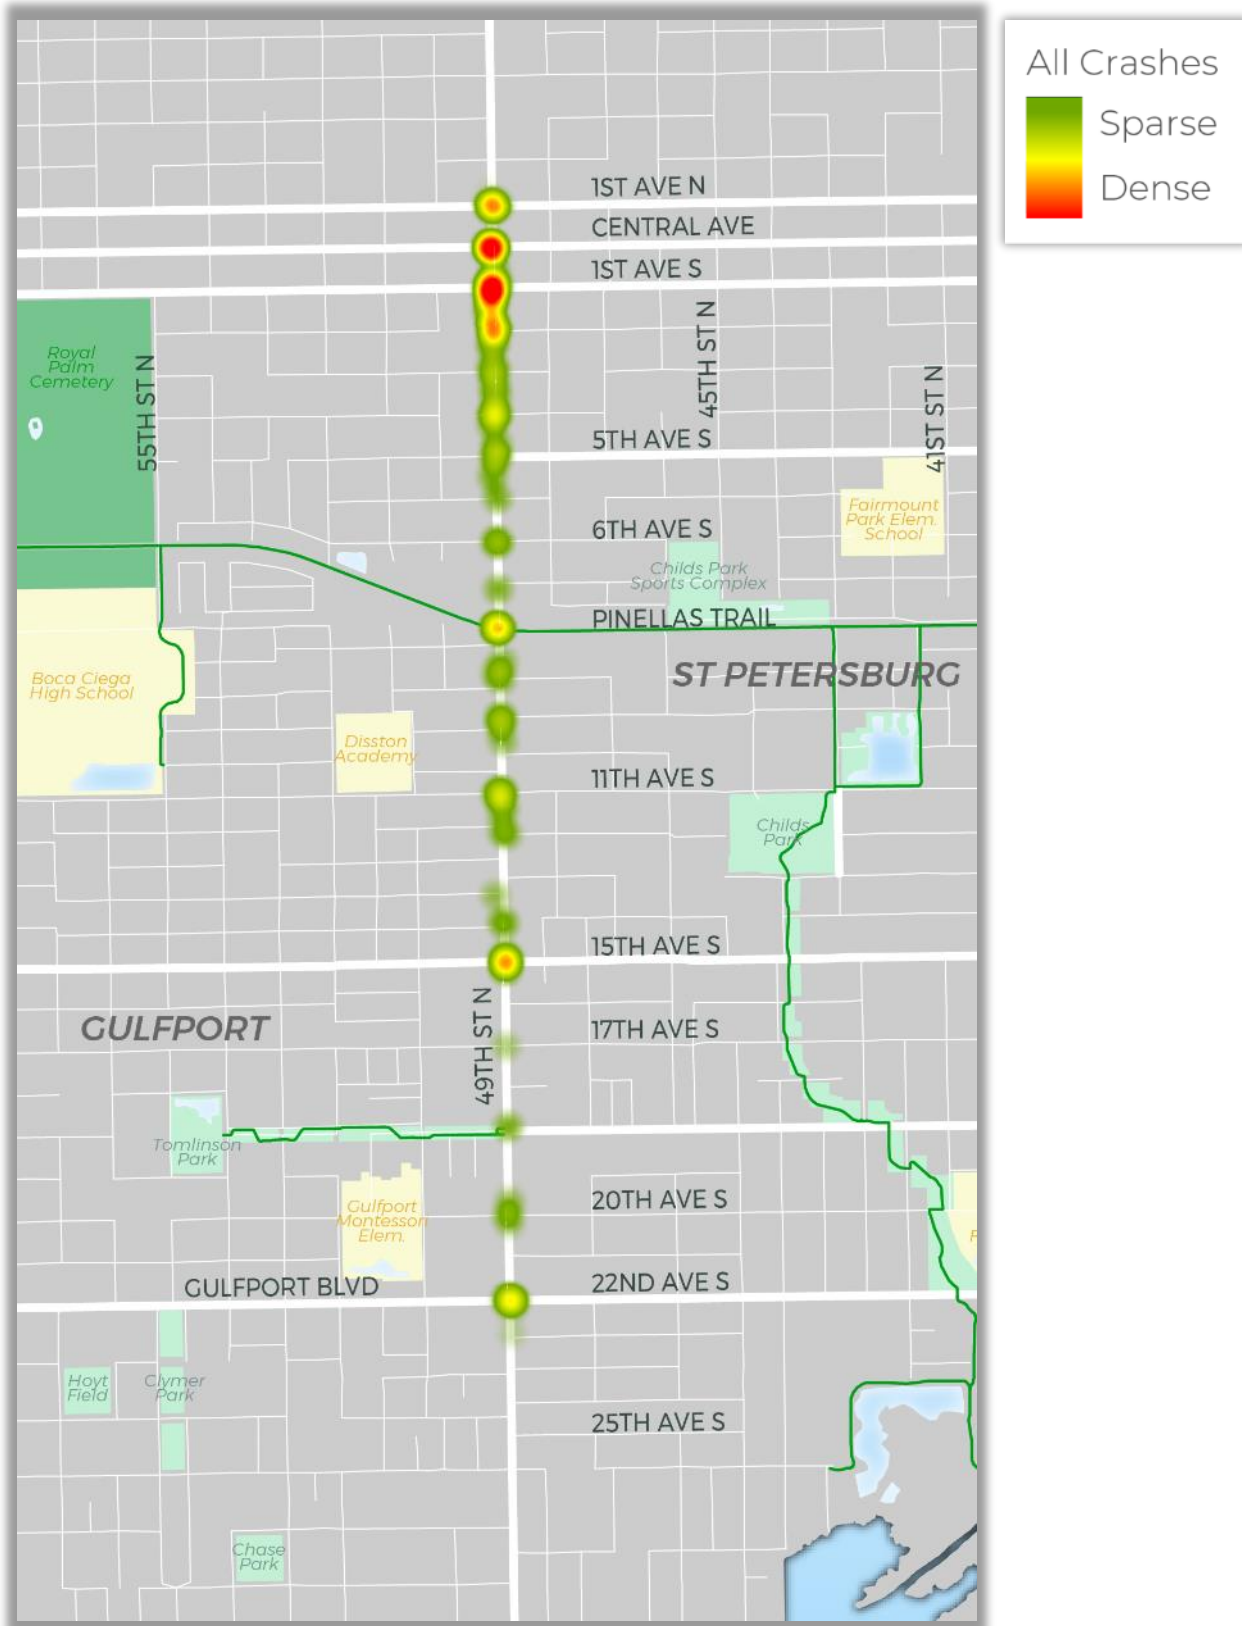 All Crashes
Sparse
Dense
1ST AVE N
CENTRAL AVE
1ST AVE S
Royal
Palm
Cemetery
55TH ST N
45TH ST N
41ST ST N
5TH AVE S
Fairmount
Park Elem.
School
6TH AVE S
Childs Park
Sports Complex
PINELLAS TRAIL
ST PETERSBURG
Boca Ciega
High School
Disston
Academy
11TH AVE S
Childs
Park
15TH AVE S
49TH ST N
GULFPORT
17TH AVE S
Tomlinson
Park
20TH AVE S
Gulfport
Montesson
Elem.
F
GULFPORT BLVD
22ND AVE S
Hoyt
Field
Clymer
Park
25TH AVE S
Chase
Park